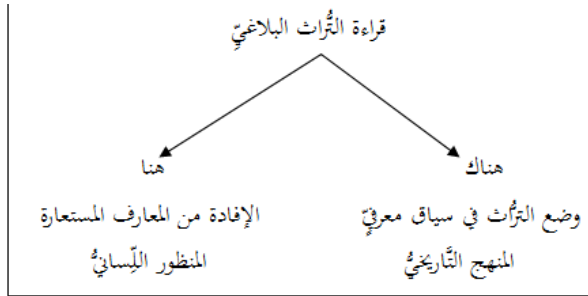 قراءة التُّراث البلاغيِّ
هناك
هنا
وضع التُّراث في سياق معرفيٍّ
الإفادة من المعارف المستعارة
المنهج التَّاريخيُّ
المنظور اللِّسانيُّ